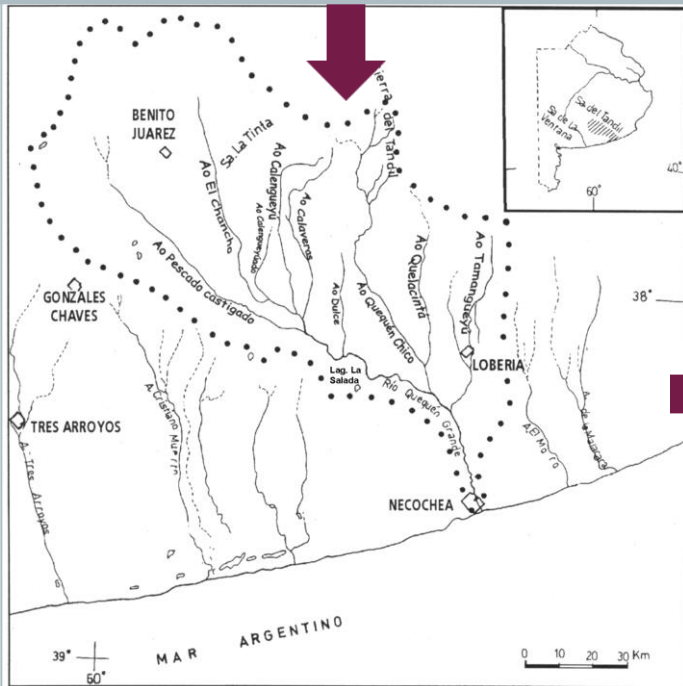 BENITO
JUAREZ
Sa La Tinta
Sierra
del Tandil
Sa del Tandil
Sa de La
Ventana
40°
60°
Ao El Chancho
Ao Calengueyú
Ao Calaveras
Ao Pescado Castigado
Ao Dulce
Ao Quequén Chico
Ao Quelacintá
Ao Tamangueyú
38°
GONZALES
CHAVES
Lag. La
Salada
LOBERIA
Río Quequén Grande
TRES ARROYOS
A. Tres Arroyos
A. Cristiano Muerto
A. El Moro
NECOCHEA
MAR ARGENTINO
39°
60°
0 10 20 30 Km